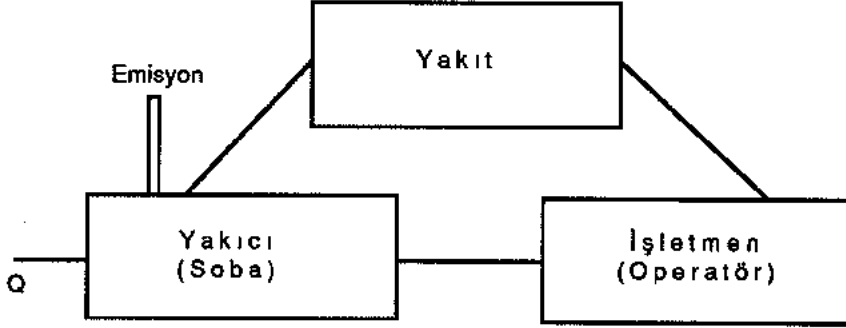 Yakıt
Emisyon
Yakıcı
(Soba)
İşletmen
(Operatör)
Q